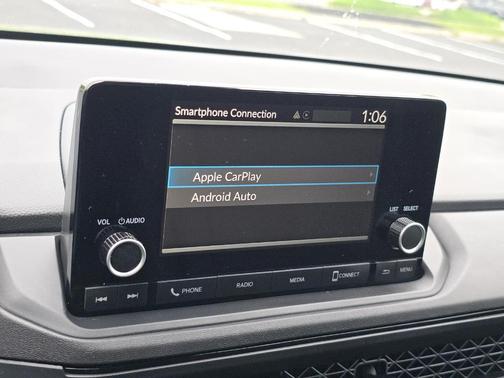 Smartphone Connection 1:06
Apple CarPlay
Android Auto
VOL AUDIO
LIST SELECT
PHONE RADIO MEDIA CONNECT MENU